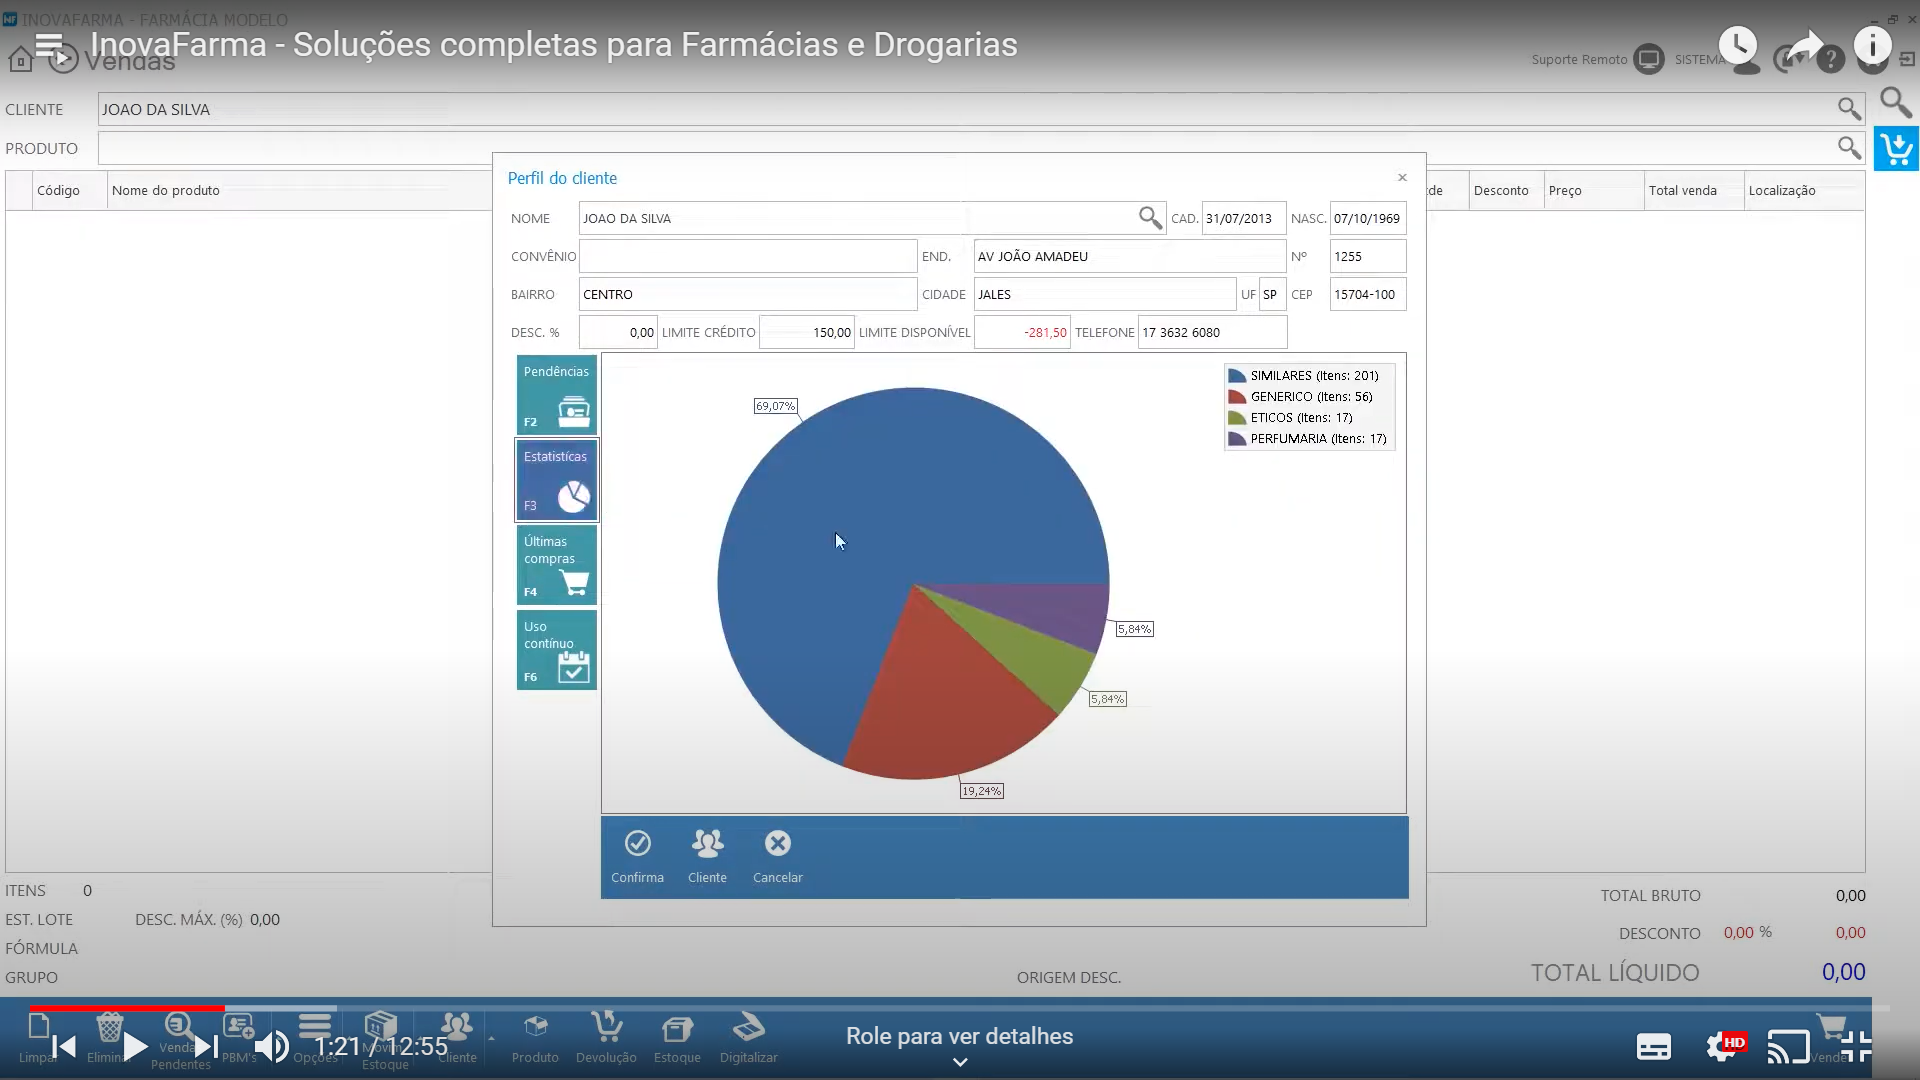 INOVAFARMA - FARMÁCIA MODELO
InovaFarma - Soluções completas para Farmácias e Drogarias
Vendas
Suporte Remoto
SISTEMA
CLIENTE JOAO DA SILVA
PRODUTO
Código Nome do produto
Desconto Preço Total venda Localização
Perfil do cliente
NOME JOAO DA SILVA CAD. 31/07/2013 NASC. 07/10/1969
CONVÊNIO END. AV JOÃO AMADEU Nº 1255
BAIRRO CENTRO CIDADE JALES UF SP CEP 15704-100
DESC. % 0,00 LIMITE CRÉDITO 150,00 LIMITE DISPONÍVEL -281,50 TELEFONE 17 3632 6080
Pendências
F2
Estatistícas
F3
Últimas
compras
F4
Uso
contínuo
F6
69,07%
5,84%
5,84%
19,24%
SIMILARES (Itens: 201)
GENERICO (Itens: 56)
ETICOS (Itens: 17)
PERFUMARIA (Itens: 17)
Confirma Cliente Cancelar
ITENS 0
EST. LOTE DESC. MÁX. (%) 0,00
FÓRMULA
GRUPO
ORIGEM DESC.
TOTAL BRUTO 0,00
DESCONTO 0,00 % 0,00
TOTAL LÍQUIDO 0,00
1:21 / 12:55
Role para ver detalhes
HD
Limpar
Eliminar
Vendas
Pendentes
PBM's
Opções
Movim.
Estoque
Cliente
Produto
Devolução
Estoque
Digitalizar